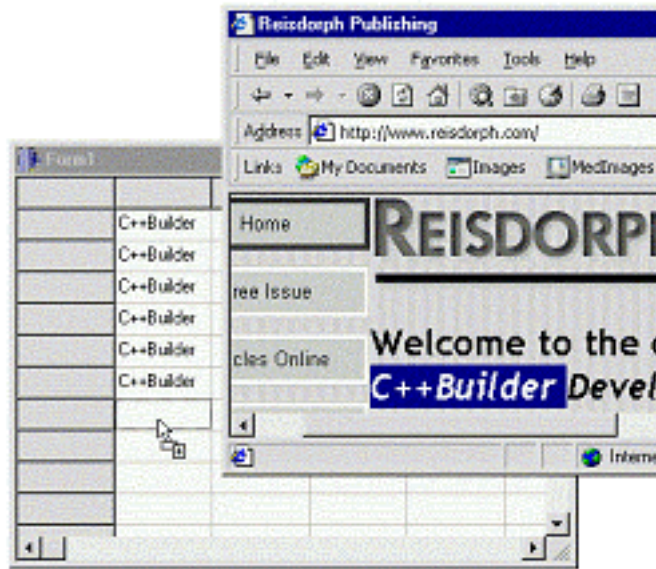 Reisdorph Publishing
File Edit View Favorites Tools Help
Address http://www.reisdorph.com/
Links My Documents Images MedImages
Form1
C++Builder
C++Builder
C++Builder
C++Builder
C++Builder
C++Builder
Home
ree Issue
cles Online
REISDORP
Welcome to the
C++Builder Devel
Interne